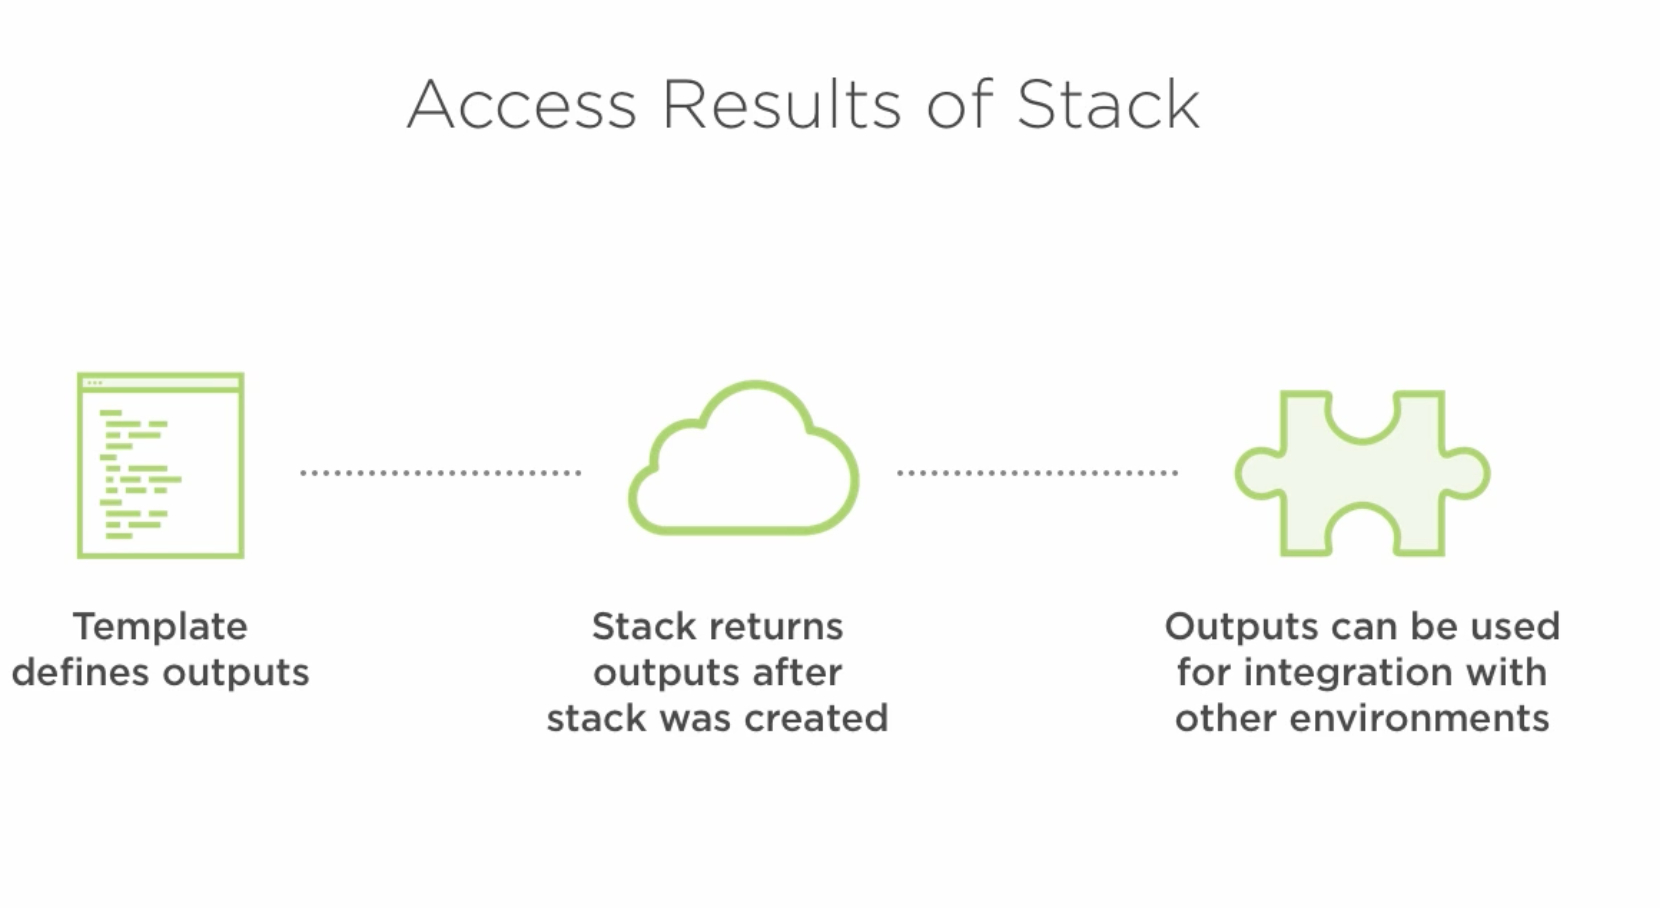 Access Results of Stack
Template
defines outputs
Stack returns
outputs after
stack was created
Outputs can be used
for integration with
other environments